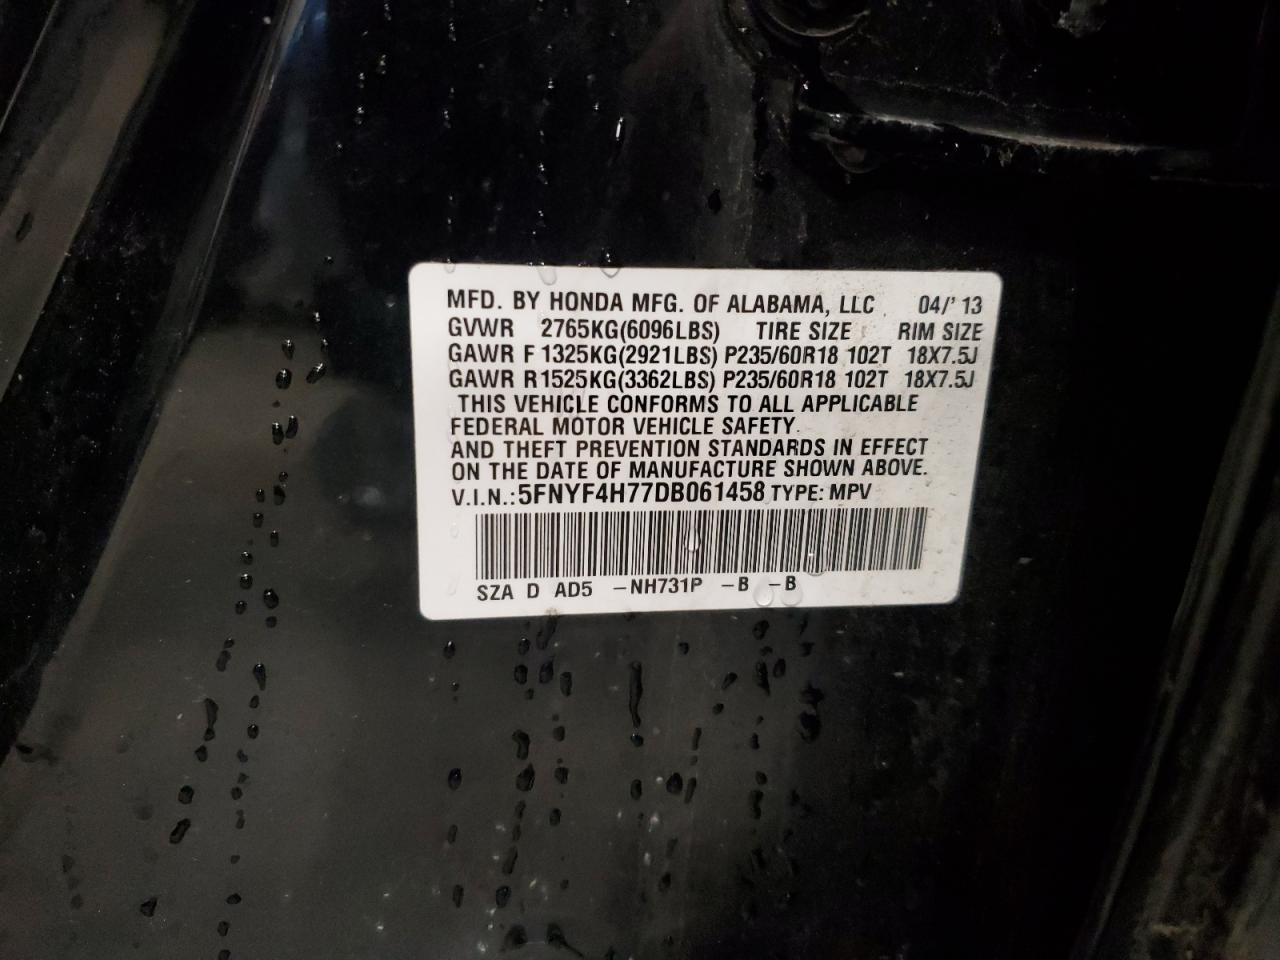 MFD. BY HONDA MFG. OF ALABAMA, LLC 04/'13
GVWR 2765KG(6096LBS) TIRE SIZE RIM SIZE
GAWR F 1325KG(2921LBS) P235/60R18 102T 18X7.5J
GAWR R1525KG(3362LBS) P235/60R18 102T 18X7.5J
THIS VEHICLE CONFORMS TO ALL APPLICABLE
FEDERAL MOTOR VEHICLE SAFETY
AND THEFT PREVENTION STANDARDS IN EFFECT
ON THE DATE OF MANUFACTURE SHOWN ABOVE.
V.I.N.:5FNYF4H77DB061458 TYPE: MPV
SZA D AD5 -NH731P -B -B